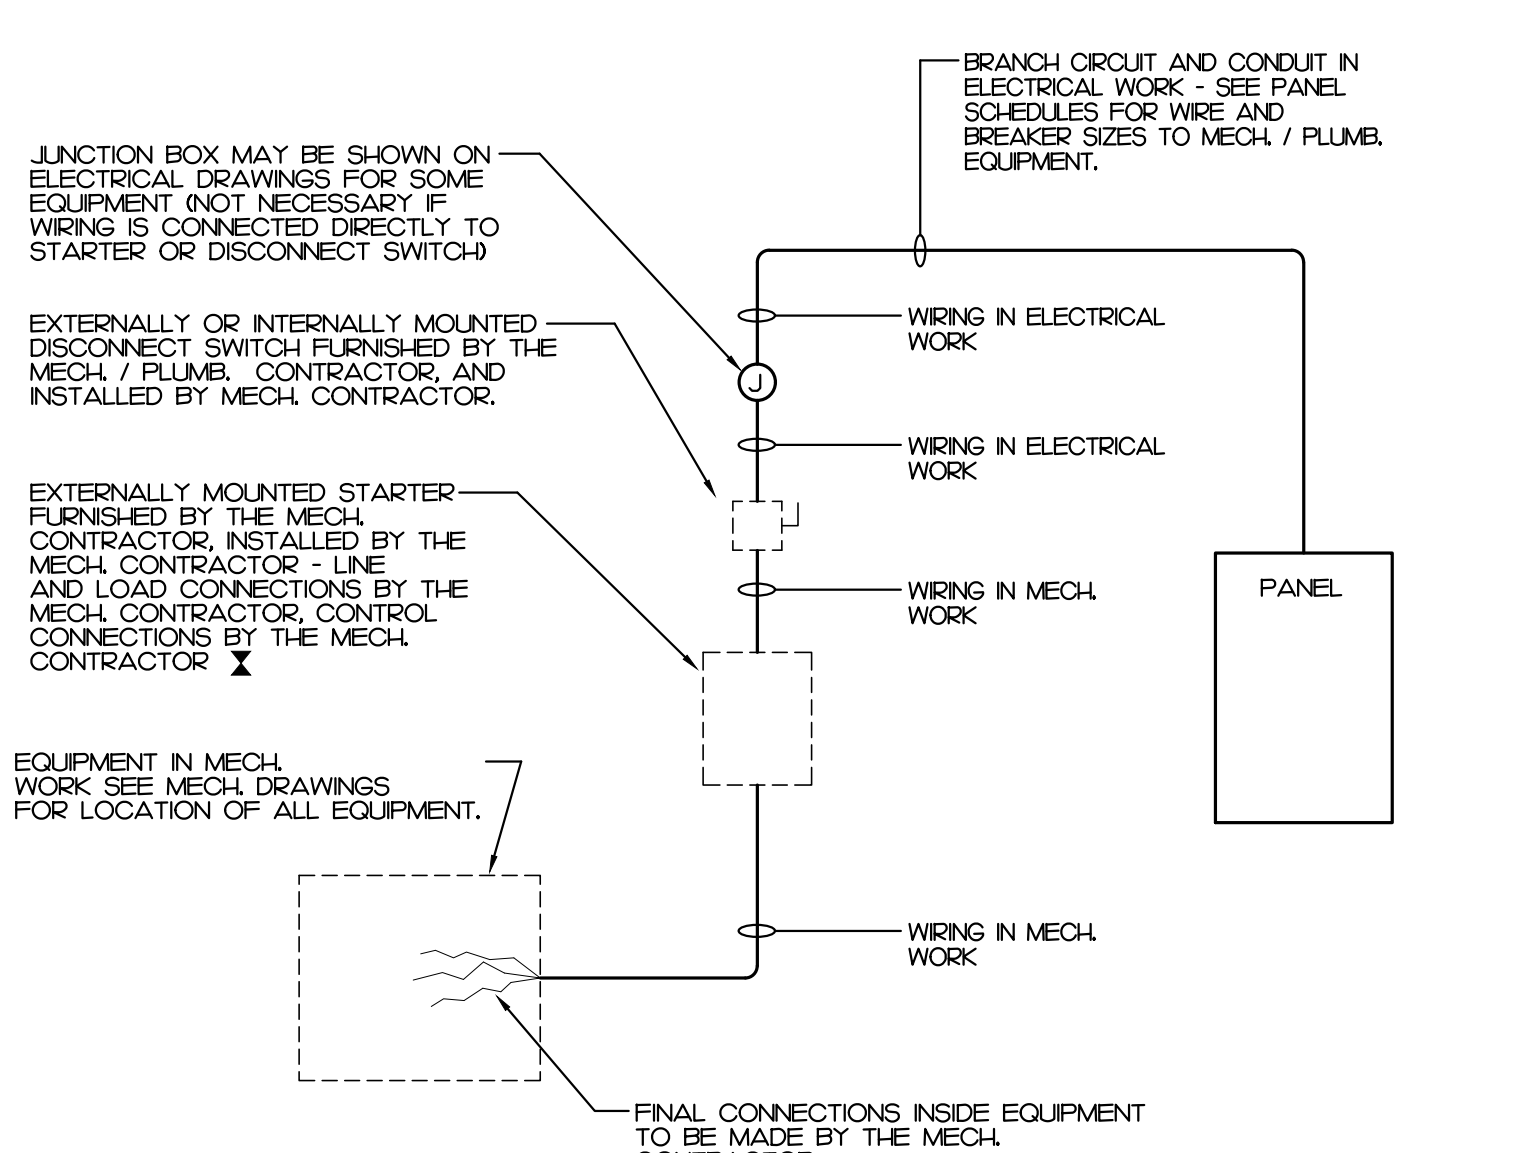 BRANCH CIRCUIT AND CONDUIT IN
ELECTRICAL WORK - SEE PANEL
SCHEDULES FOR WIRE AND
BREAKER SIZES TO MECH. / PLUMB.
EQUIPMENT.
JUNCTION BOX MAY BE SHOWN ON
ELECTRICAL DRAWINGS FOR SOME
EQUIPMENT (NOT NECESSARY IF
WIRING IS CONNECTED DIRECTLY TO
STARTER OR DISCONNECT SWITCH)
WIRING IN ELECTRICAL
WORK
EXTERNALLY OR INTERNALLY MOUNTED
DISCONNECT SWITCH FURNISHED BY THE
MECH. / PLUMB. CONTRACTOR, AND
INSTALLED BY MECH. CONTRACTOR.
J
WIRING IN ELECTRICAL
WORK
EXTERNALLY MOUNTED STARTER
FURNISHED BY THE MECH.
CONTRACTOR, INSTALLED BY THE
MECH. CONTRACTOR - LINE
AND LOAD CONNECTIONS BY THE
MECH. CONTRACTOR, CONTROL
CONNECTIONS BY THE MECH.
CONTRACTOR
WIRING IN MECH.
WORK
PANEL
EQUIPMENT IN MECH.
WORK SEE MECH. DRAWINGS
FOR LOCATION OF ALL EQUIPMENT.
WIRING IN MECH.
WORK
FINAL CONNECTIONS INSIDE EQUIPMENT
TO BE MADE BY THE MECH.